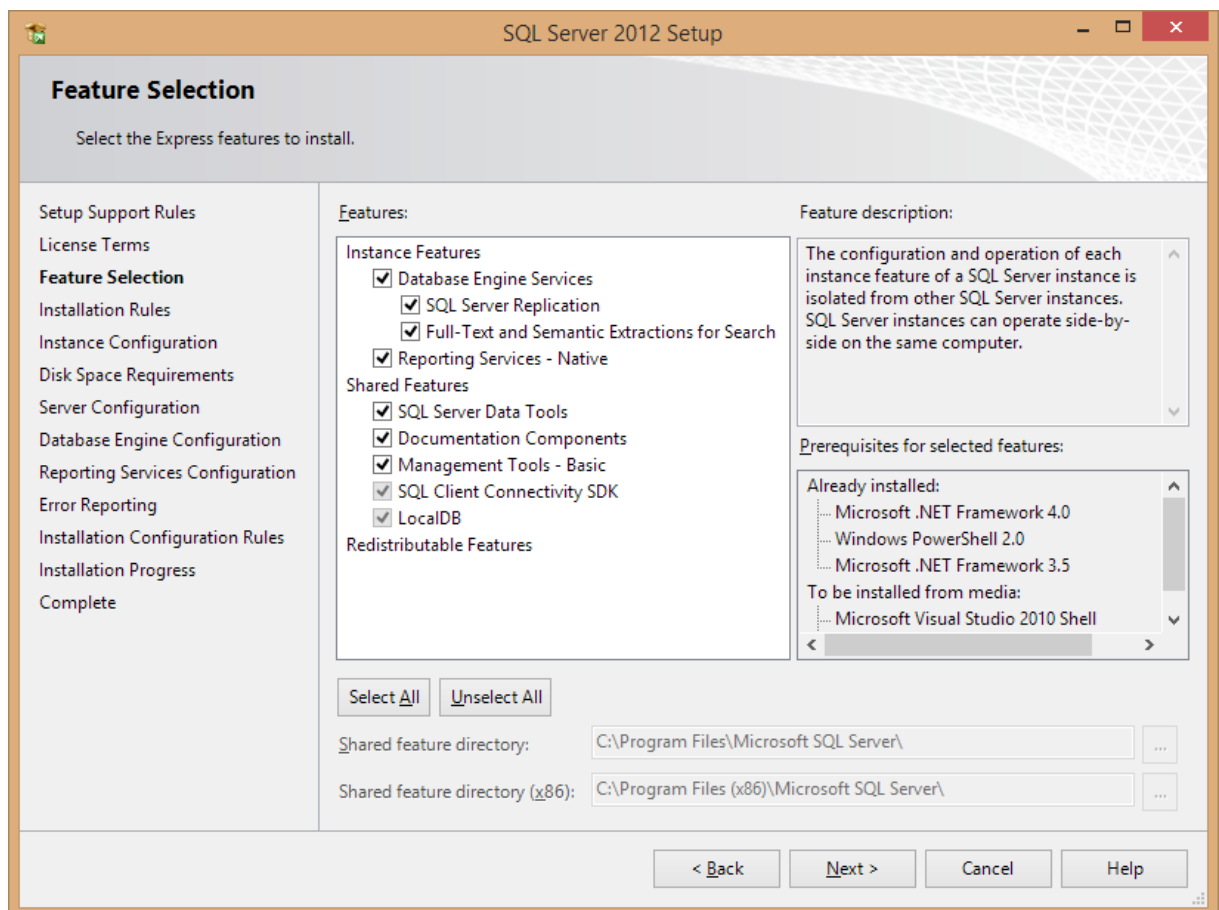 SQL Server 2012 Setup
Feature Selection
Select the Express features to install.
Setup Support Rules
License Terms
Feature Selection
Installation Rules
Instance Configuration
Disk Space Requirements
Server Configuration
Database Engine Configuration
Reporting Services Configuration
Error Reporting
Installation Configuration Rules
Installation Progress
Complete
Features:
Instance Features
Database Engine Services
SQL Server Replication
Full-Text and Semantic Extractions for Search
Reporting Services - Native
Shared Features
SQL Server Data Tools
Documentation Components
Management Tools - Basic
SQL Client Connectivity SDK
LocalDB
Redistributable Features
Feature description:
The configuration and operation of each
instance feature of a SQL Server instance is
isolated from other SQL Server instances.
SQL Server instances can operate side-by-
side on the same computer.
Prerequisites for selected features:
Already installed:
Microsoft .NET Framework 4.0
Windows PowerShell 2.0
Microsoft .NET Framework 3.5
To be installed from media:
Microsoft Visual Studio 2010 Shell
Select All
Unselect All
Shared feature directory:
C:\Program Files\Microsoft SQL Server\
...
Shared feature directory (x86):
C:\Program Files (x86)\Microsoft SQL Server\
...
< Back
Next >
Cancel
Help